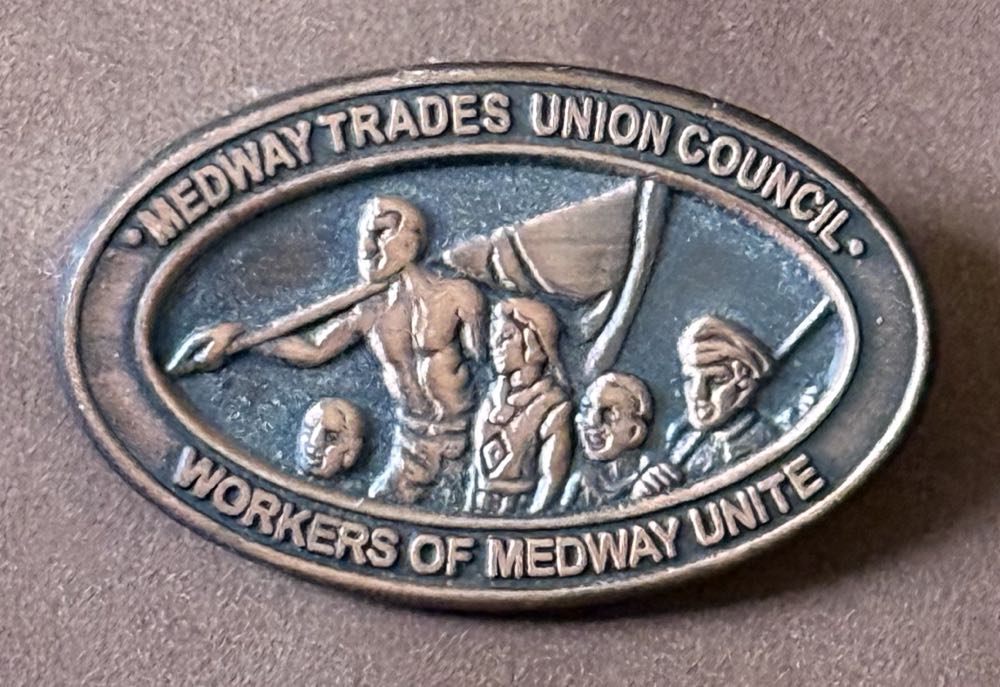 • MEDWAY TRADES UNION COUNCIL •
WORKERS OF MEDWAY UNITE